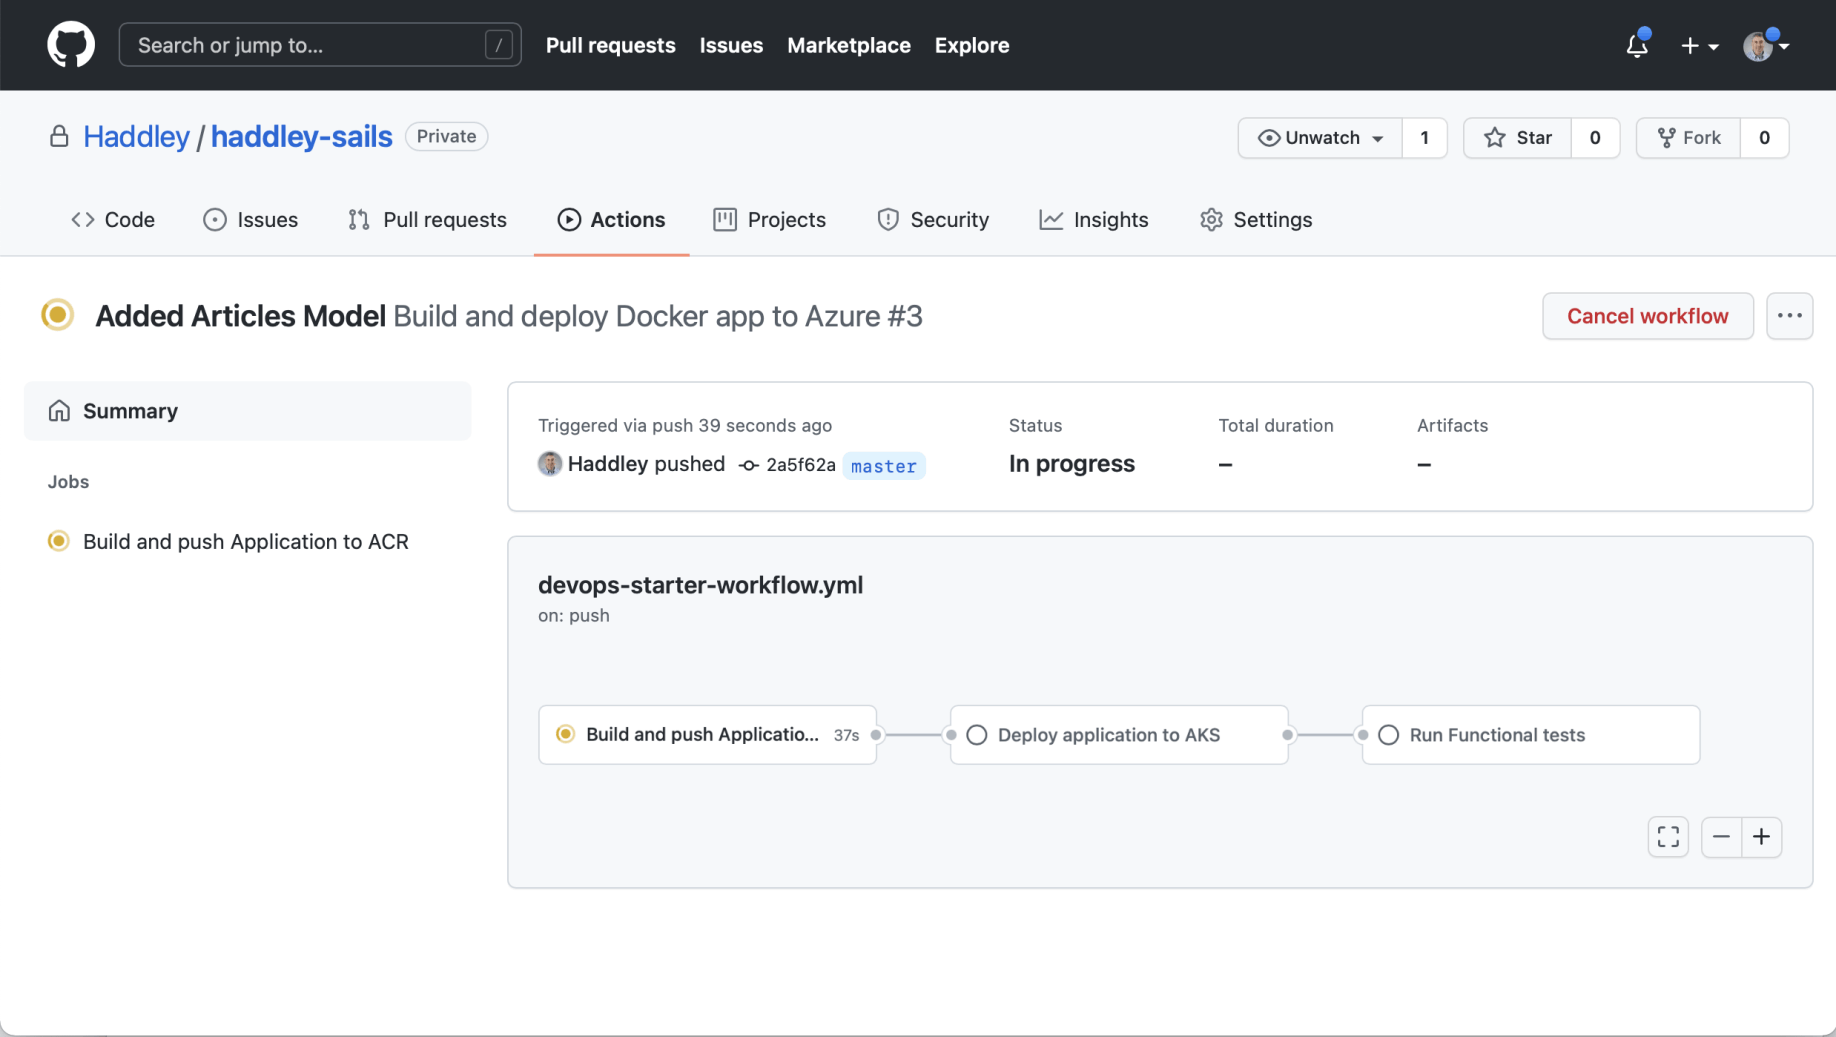 Search or jump to... /
Pull requests Issues Marketplace Explore
Haddley / haddley-sails Private
Unwatch 1 Star 0 Fork 0
Code Issues Pull requests Actions Projects Security Insights Settings
Added Articles Model Build and deploy Docker app to Azure #3
Cancel workflow
Summary
Jobs
Build and push Application to ACR
Triggered via push 39 seconds ago
Haddley pushed 2a5f62a master
Status
In progress
Total duration
–
Artifacts
–
devops-starter-workflow.yml
on: push
Build and push Applicatio... 37s
Deploy application to AKS
Run Functional tests